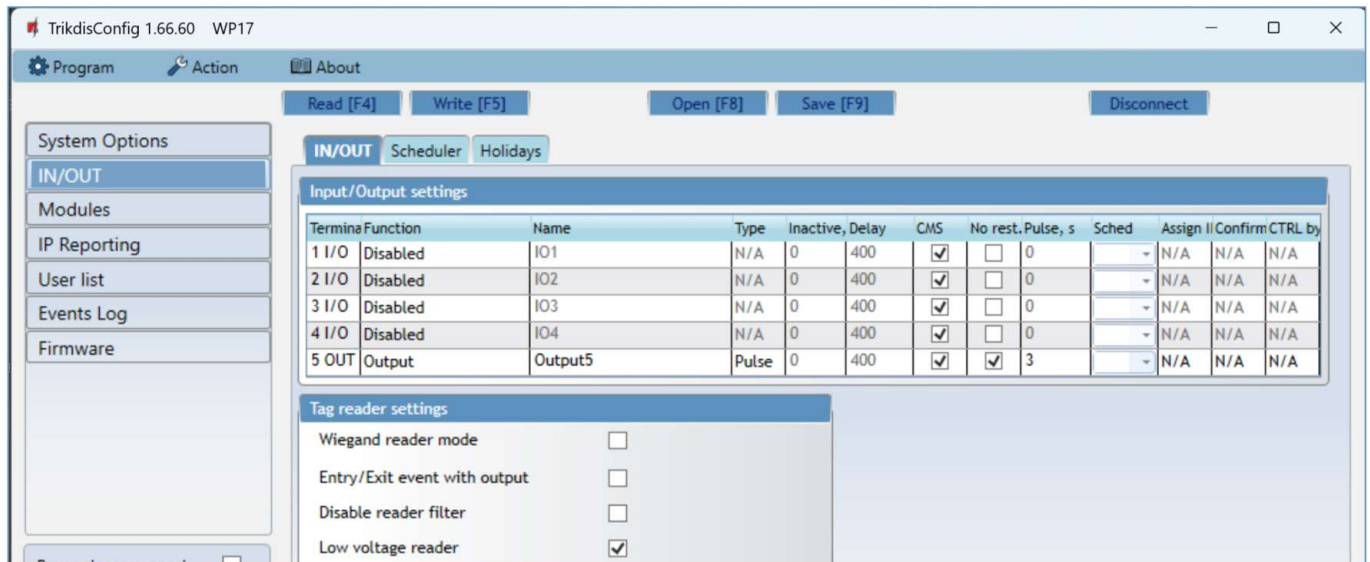 TrikdisConfig 1.66.60 WP17
Program Action About
Read [F4] Write [F5] Open [F8] Save [F9] Disconnect
System Options
IN/OUT
Modules
IP Reporting
User list
Events Log
Firmware
IN/OUT Scheduler Holidays
Input/Output settings
Termina Function Name Type Inactive, Delay CMS No rest. Pulse, s Sched Assign I Confirm CTRL by
1 I/O Disabled IO1 N/A 0 400 0 N/A N/A N/A
2 I/O Disabled IO2 N/A 0 400 0 N/A N/A N/A
3 I/O Disabled IO3 N/A 0 400 0 N/A N/A N/A
4 I/O Disabled IO4 N/A 0 400 0 N/A N/A N/A
5 OUT Output Output5 Pulse 0 400 3 N/A N/A N/A
Tag reader settings
Wiegand reader mode
Entry/Exit event with output
Disable reader filter
Low voltage reader